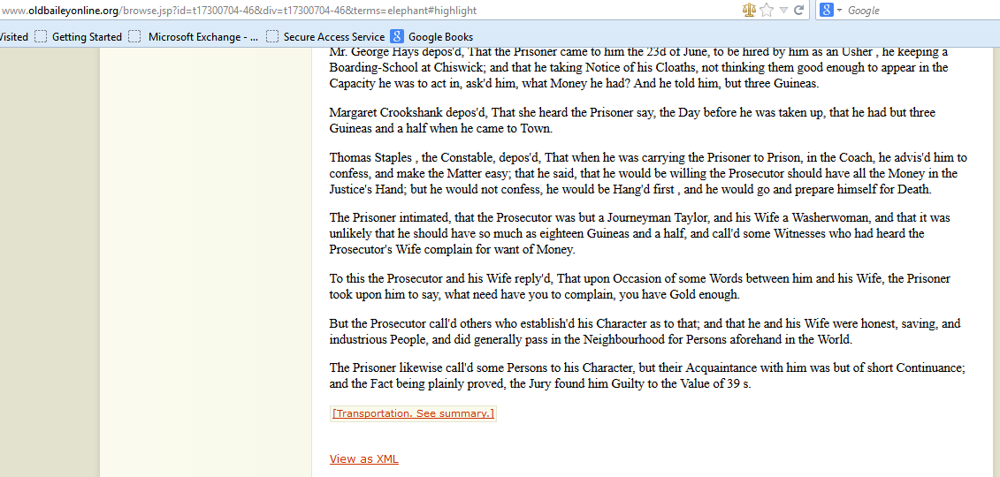 www.oldbaileyonline.org/browse.jsp?id=t17300704-46&div=t17300704-46&terms=elephant#highlight
Google
Visited Getting Started Microsoft Exchange - ... Secure Access Service Google Books
Mr. George Hays depos'd, That the Prisoner came to him the 23d of June, to be hired by him as an Usher , he keeping a
Boarding-School at Chiswick; and that he taking Notice of his Cloaths, not thinking them good enough to appear in the
Capacity he was to act in, ask'd him, what Money he had? And he told him, but three Guineas.
Margaret Crookshank depos'd, That she heard the Prisoner say, the Day before he was taken up, that he had but three
Guineas and a half when he came to Town.
Thomas Staples , the Constable, depos'd, That when he was carrying the Prisoner to Prison, in the Coach, he advis'd him to
confess, and make the Matter easy; that he said, that he would be willing the Prosecutor should have all the Money in the
Justice's Hand; but he would not confess, he would be Hang'd first , and he would go and prepare himself for Death.
The Prisoner intimated, that the Prosecutor was but a Journeyman Taylor, and his Wife a Washerwoman, and that it was
unlikely that he should have so much as eighteen Guineas and a half, and call'd some Witnesses who had heard the
Prosecutor's Wife complain for want of Money.
To this the Prosecutor and his Wife reply'd, That upon Occasion of some Words between him and his Wife, the Prisoner
took upon him to say, what need have you to complain, you have Gold enough.
But the Prosecutor call'd others who establish'd his Character as to that; and that he and his Wife were honest, saving, and
industrious People, and did generally pass in the Neighbourhood for Persons aforehand in the World.
The Prisoner likewise call'd some Persons to his Character, but their Acquaintance with him was but of short Continuance;
and the Fact being plainly proved, the Jury found him Guilty to the Value of 39 s.
[Transportation. See summary.]
View as XML